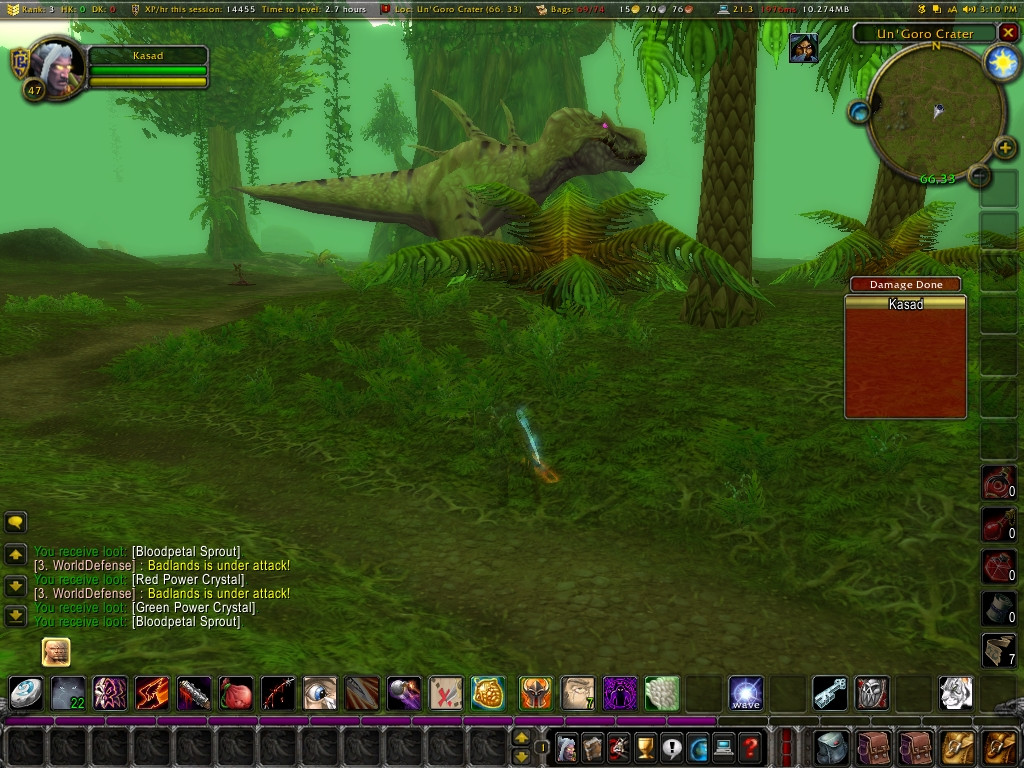 Rank: 3 HK: 0 DK: 0 XP/hr this session: 14455 Time to level: 2.7 hours Loc: Un'Goro Crater (66, 33) Bags: 69/74 15 70 76 21.3 1976ms 10.274MB AA 3:10 PM
Kasad
47
Un'Goro Crater
N
66,33
Damage Done
Kasad
0
0
0
0
7
You receive loot: [Bloodpetal Sprout]
[3. WorldDefense] : Badlands is under attack!
You receive loot: [Red Power Crystal]
[3. WorldDefense] : Badlands is under attack!
You receive loot: [Green Power Crystal]
You receive loot: [Bloodpetal Sprout]
22
7
wave
1